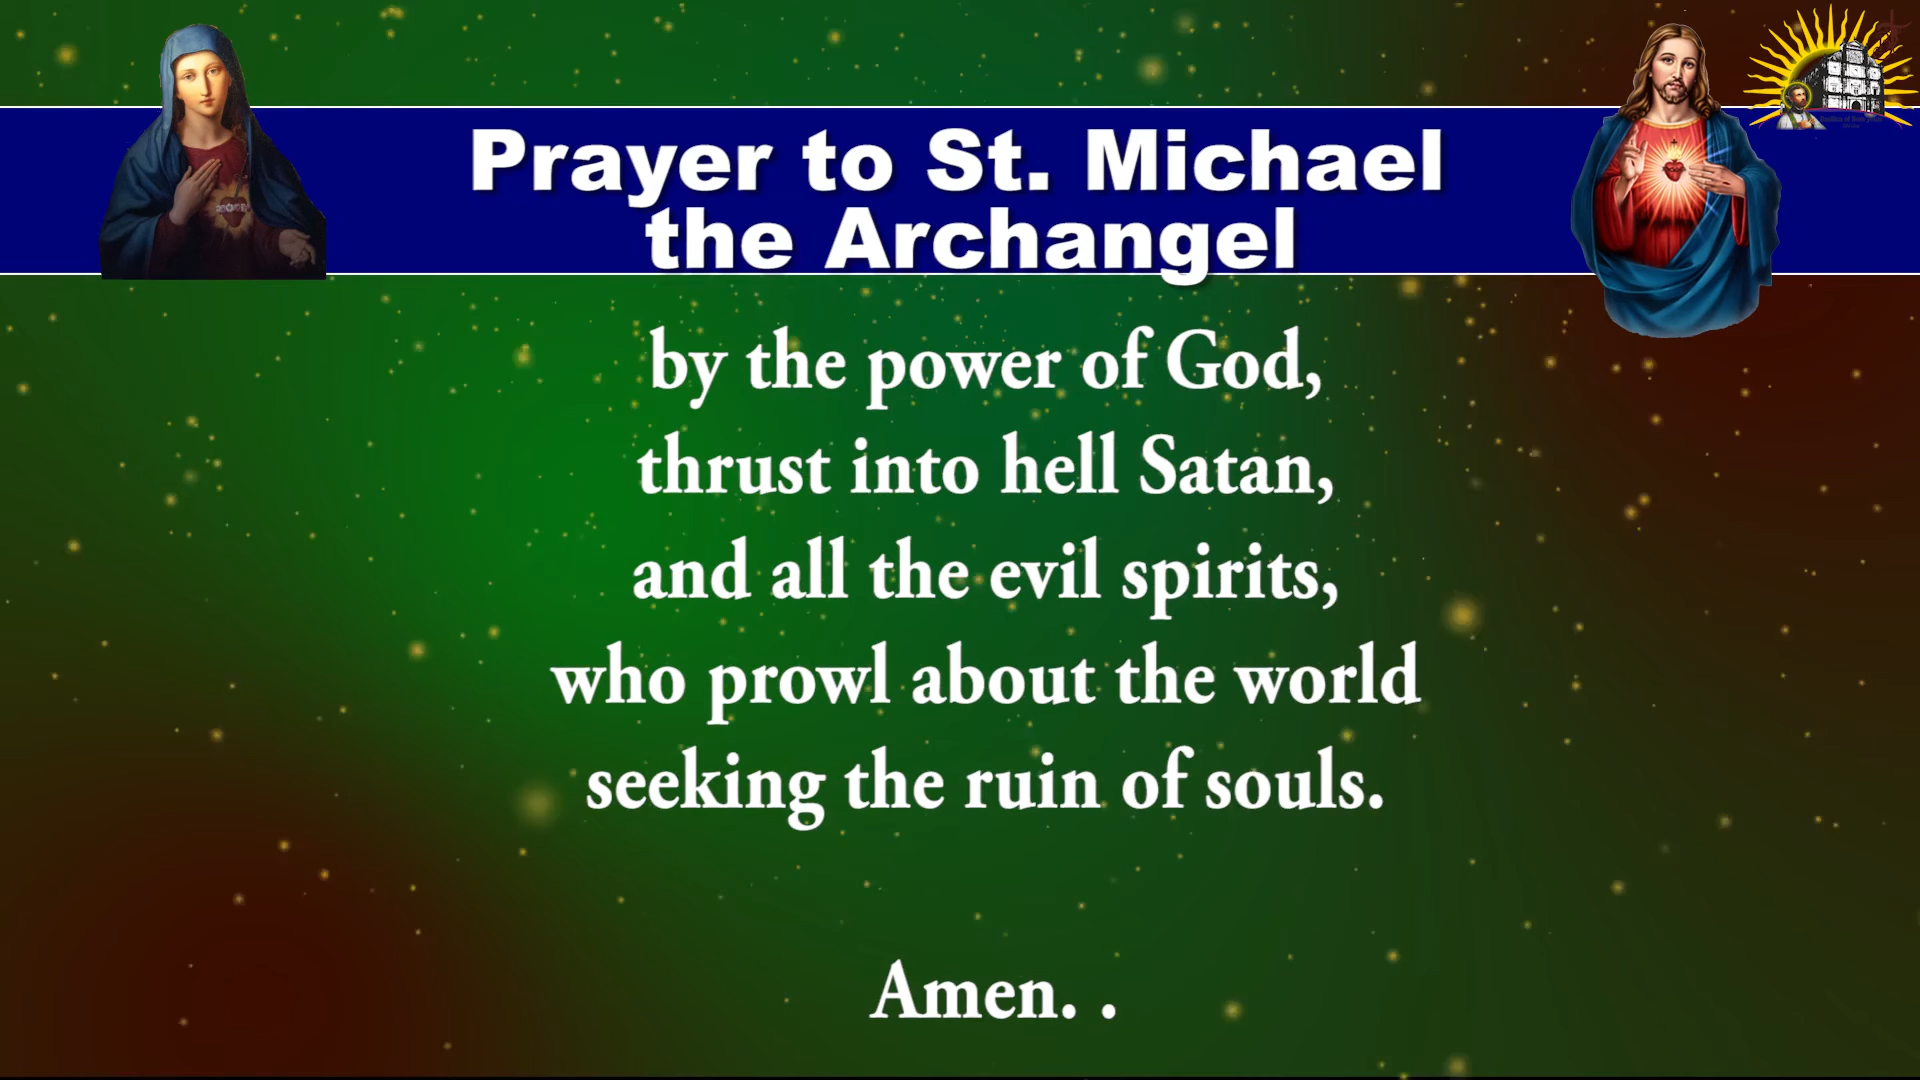 Prayer to St. Michael
the Archangel
by the power of God,
thrust into hell Satan,
and all the evil spirits,
who prowl about the world
seeking the ruin of souls.
Amen. .